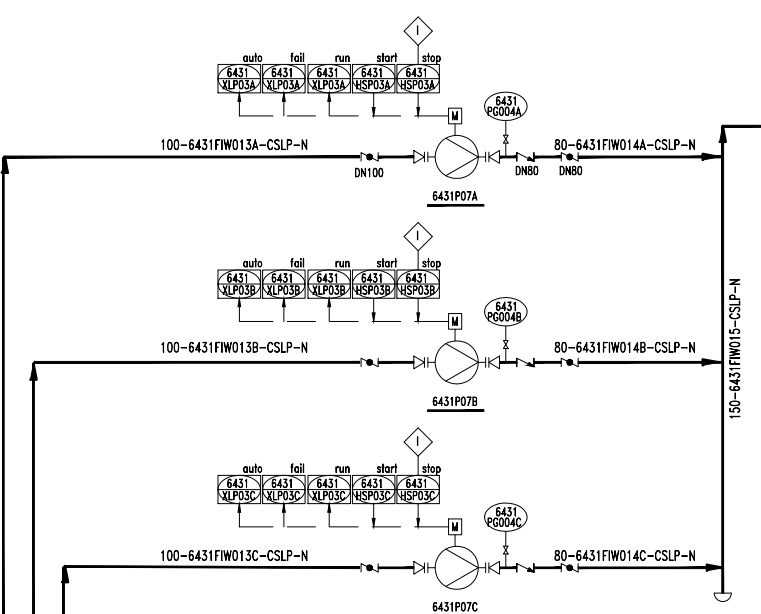 I
auto fail run start stop
6431 6431 6431 6431 6431
XLP03A XLP03A XLP03A HSP03A HSP03A
6431
PG004A
M
100-6431FIW013A-CSLP-N
80-6431FIW014A-CSLP-N
DN100
DN80 DN80
6431P07A
I
auto fail run start stop
6431 6431 6431 6431 6431
XLP03B XLP03B XLP03B HSP03B HSP03B
6431
PG004B
M
100-6431FIW013B-CSLP-N
80-6431FIW014B-CSLP-N
150-6431FIW015-CSLP-N
6431P07B
I
auto fail run start stop
6431 6431 6431 6431 6431
XLP03C XLP03C XLP03C HSP03C HSP03C
6431
PG004C
M
100-6431FIW013C-CSLP-N
80-6431FIW014C-CSLP-N
6431P07C